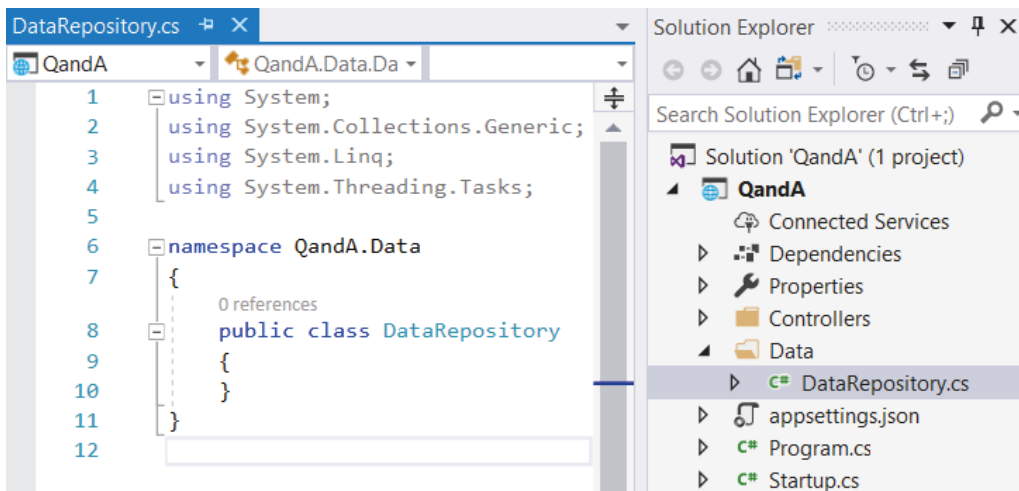 DataRepository.cs
QandA
QandA.Data.Da
1 using System;
2 using System.Collections.Generic;
3 using System.Linq;
4 using System.Threading.Tasks;
5
6 namespace QandA.Data
7 {
0 references
8 public class DataRepository
9 {
10 }
11 }
12
Solution Explorer
Search Solution Explorer (Ctrl+;)
Solution 'QandA' (1 project)
QandA
Connected Services
Dependencies
Properties
Controllers
Data
C# DataRepository.cs
appsettings.json
C# Program.cs
C# Startup.cs